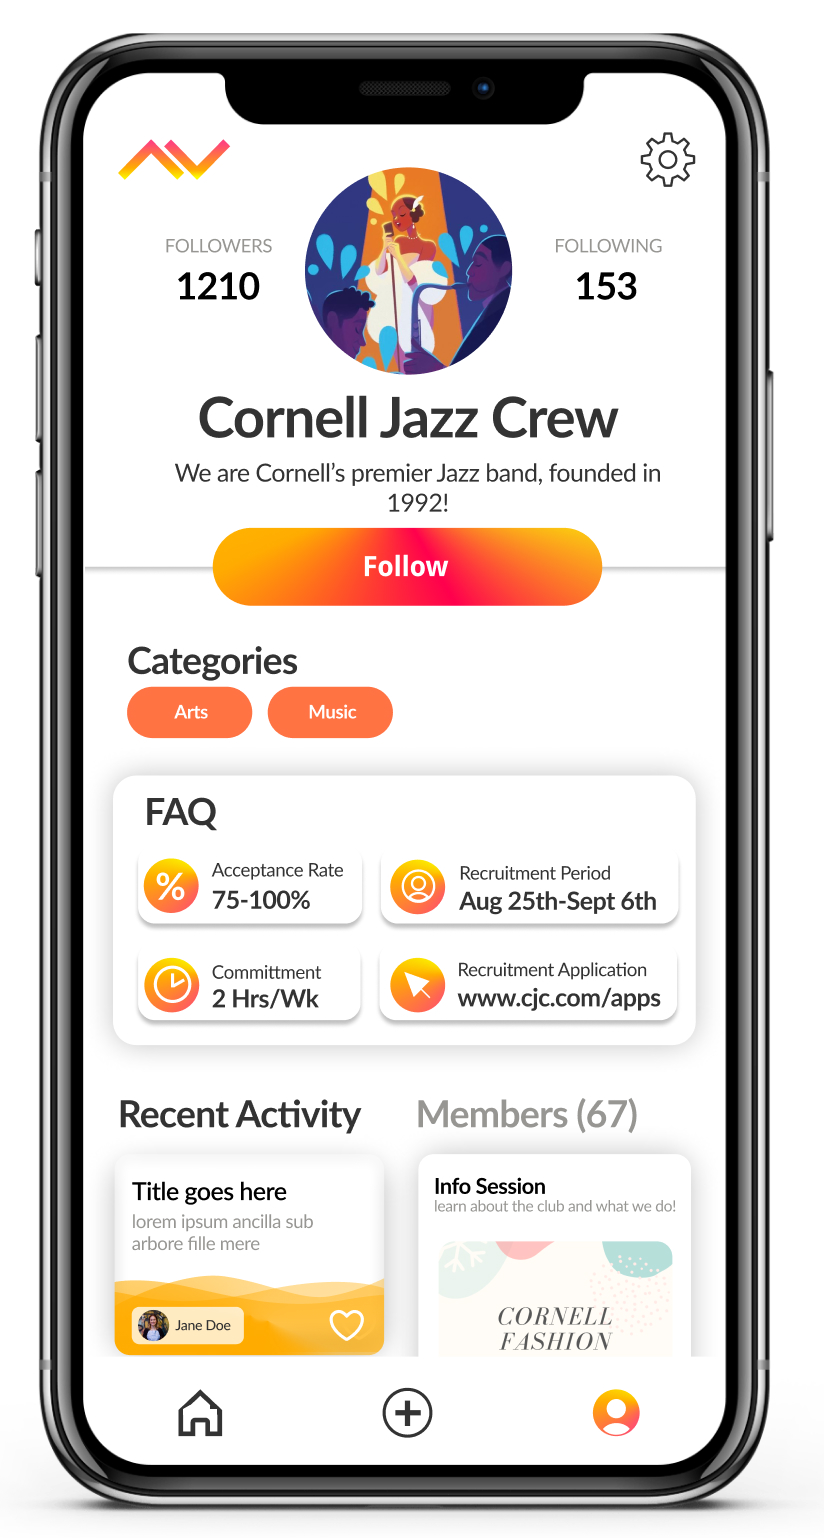 FOLLOWERS
1210
FOLLOWING
153
Cornell Jazz Crew
We are Cornell’s premier Jazz band, founded in
1992!
Follow
Categories
Arts
Music
FAQ
%
Acceptance Rate
75-100%
Recruitment Period
Aug 25th-Sept 6th
Committment
2 Hrs/Wk
Recruitment Application
www.cjc.com/apps
Recent Activity
Members (67)
Title goes here
lorem ipsum ancilla sub
arbore fille mere
Jane Doe
Info Session
learn about the club and what we do!
CORNELL
FASHION